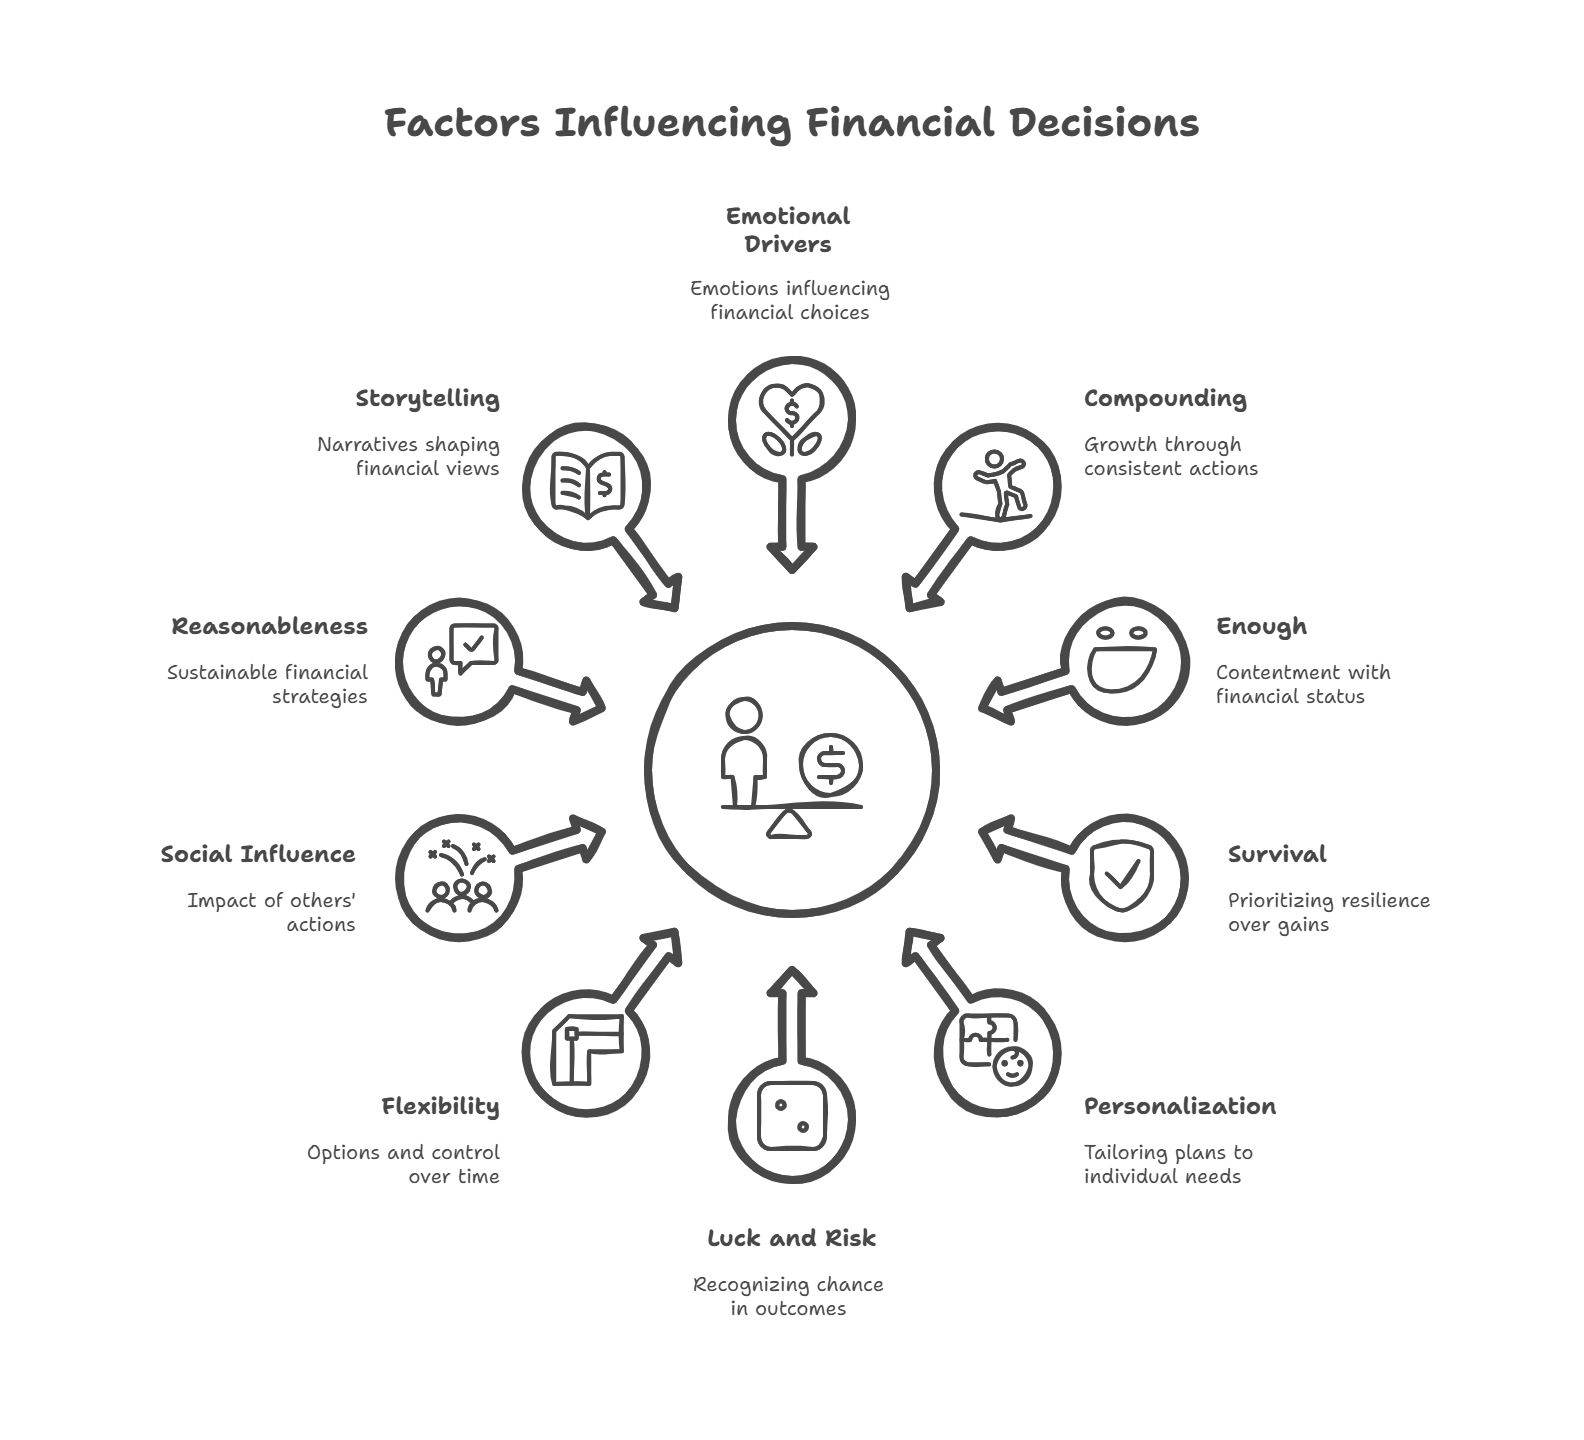 Factors Influencing Financial Decisions
Emotional
Drivers
Emotions influencing
financial choices
Storytelling
Narratives shaping
financial views
Compounding
Growth through
consistent actions
Reasonableness
Sustainable financial
strategies
Enough
Contentment with
financial status
Social Influence
Impact of others'
actions
Survival
Prioritizing resilience
over gains
Flexibility
Options and control
over time
Personalization
Tailoring plans to
individual needs
Luck and Risk
Recognizing chance
in outcomes